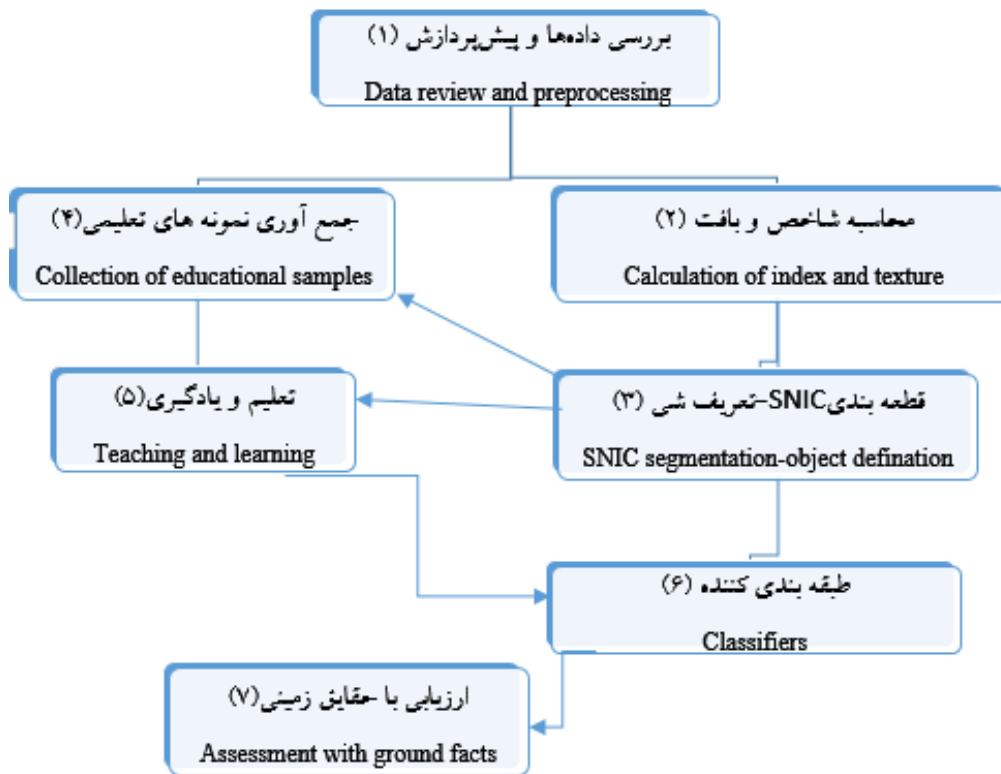 بررسی داده‌ها و پیش‌پردازش (۱)
Data review and preprocessing
جمع آوری نمونه های تعلیمی(۴)
Collection of educational samples
محاسبه شاخص و بافت (۲)
Calculation of index and texture
تعلیم و یادگیری(۵)
Teaching and learning
قطعه بندیSNIC-تعریف شی (۳)
SNIC segmentation-object defination
طبقه بندی کننده (۶)
Classifiers
ارزیابی با حقایق زمینی(۷)
Assessment with ground facts